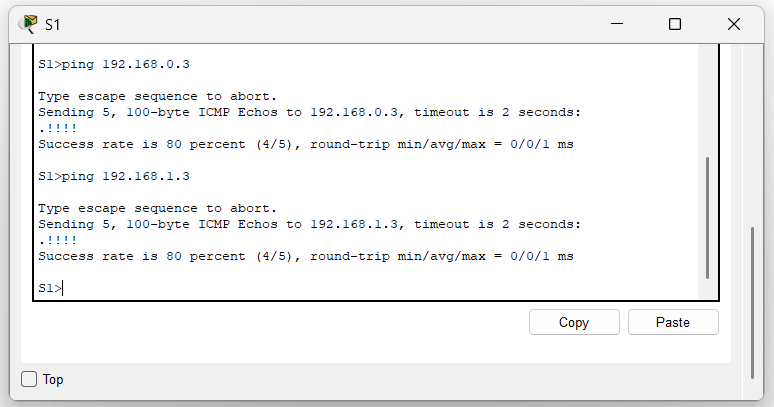 S1
S1>ping 192.168.0.3
Type escape sequence to abort.
Sending 5, 100-byte ICMP Echos to 192.168.0.3, timeout is 2 seconds:
.!!!!
Success rate is 80 percent (4/5), round-trip min/avg/max = 0/0/1 ms
S1>ping 192.168.1.3
Type escape sequence to abort.
Sending 5, 100-byte ICMP Echos to 192.168.1.3, timeout is 2 seconds:
.!!!!
Success rate is 80 percent (4/5), round-trip min/avg/max = 0/0/1 ms
S1>
Copy Paste
Top